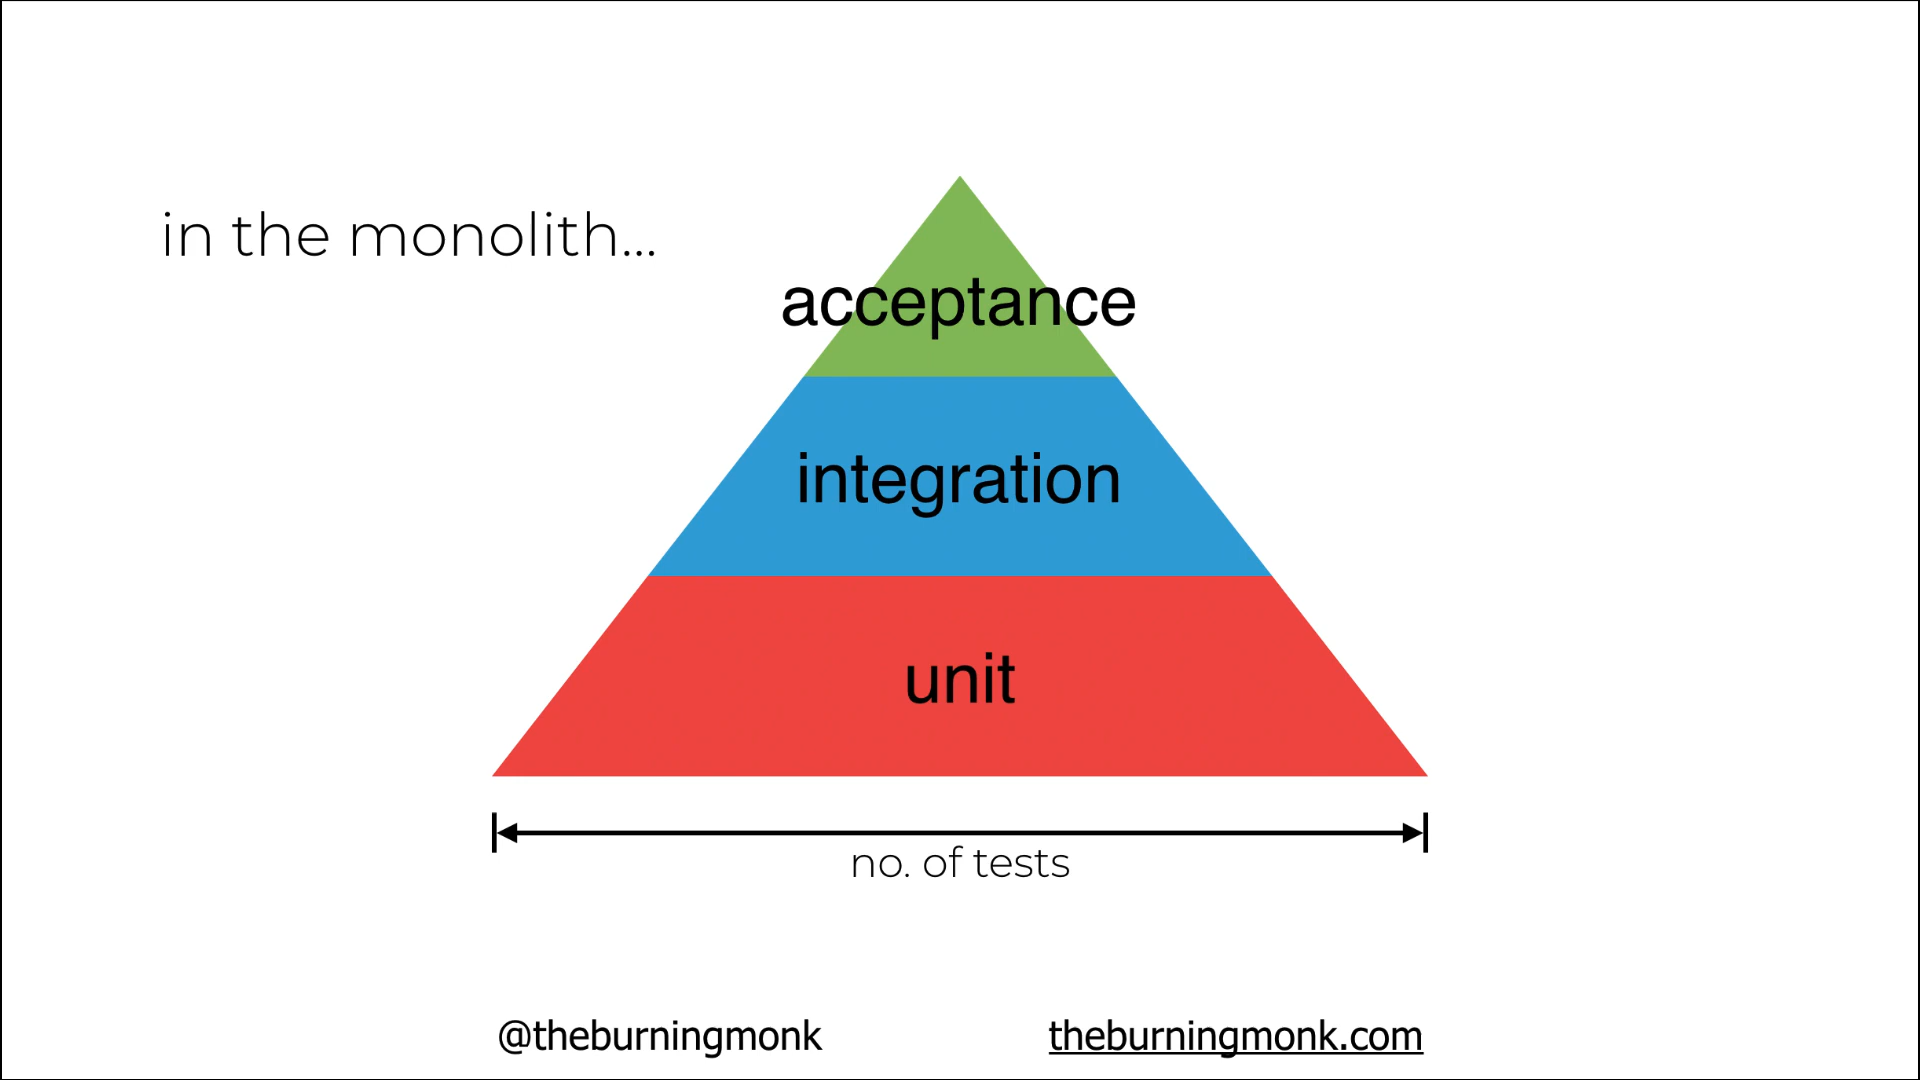 in the monolith...
acceptance
integration
unit
no. of tests
@theburningmonk
theburningmonk.com